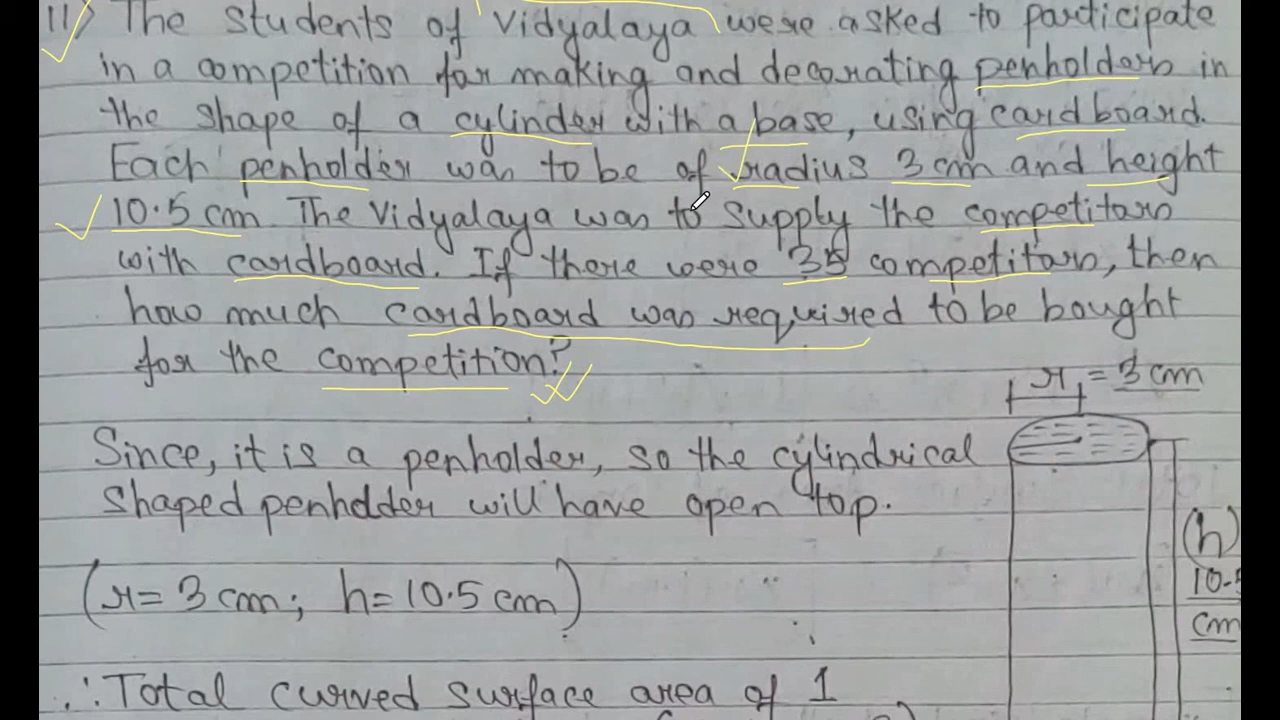 11) The students of Vidyalaya were asked to participate
in a competition for making and decorating penholders in
the shape of a cylinder with a base, using cardboard.
Each penholder was to be of radius 3 cm and height
10.5 cm. The Vidyalaya was to supply the competitors
with cardboard. If there were 35 competitors, then
how much cardboard was required to be bought
for the competition?
r = 3 cm
Since, it is a penholder, so the cylindrical
shaped penholder will have open top.
(h)
10.5
cm
(r = 3 cm; h = 10.5 cm)
∴ Total curved surface area of 1